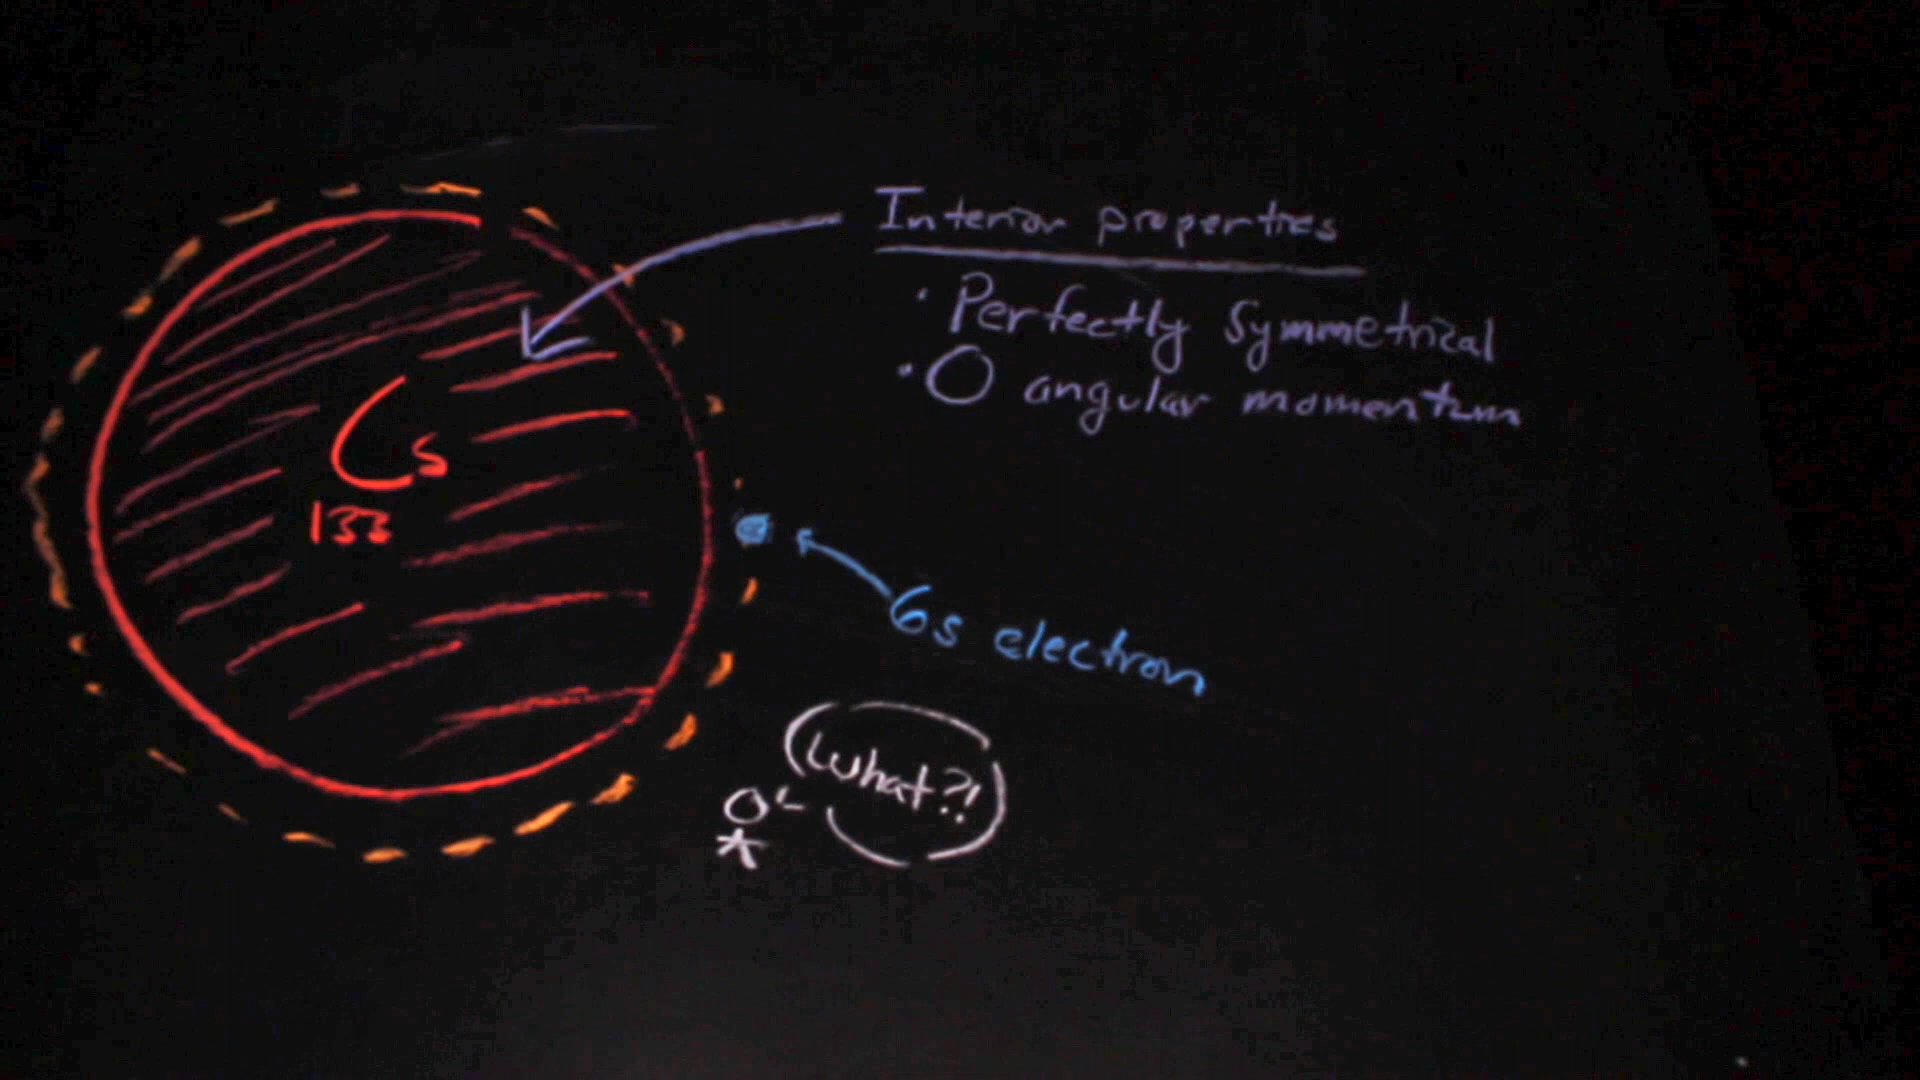 Interior properties
• Perfectly Symmetrical
• 0 angular momentum
Cs
133
6s electron
What?!